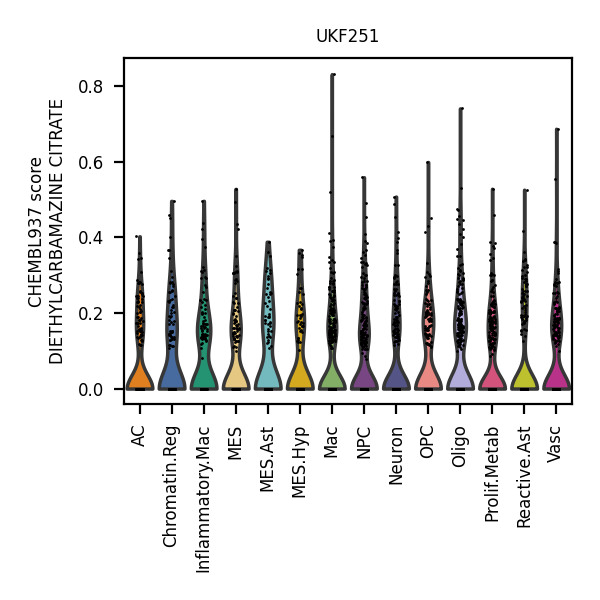 UKF251
CHEMBL937 score
DIETHYLCARBAMAZINE CITRATE
0.8
0.6
0.4
0.2
0.0
AC
Chromatin.Reg
Inflammatory.Mac
MES
MES.Ast
MES.Hyp
Mac
NPC
Neuron
OPC
Oligo
Prolif.Metab
Reactive.Ast
Vasc